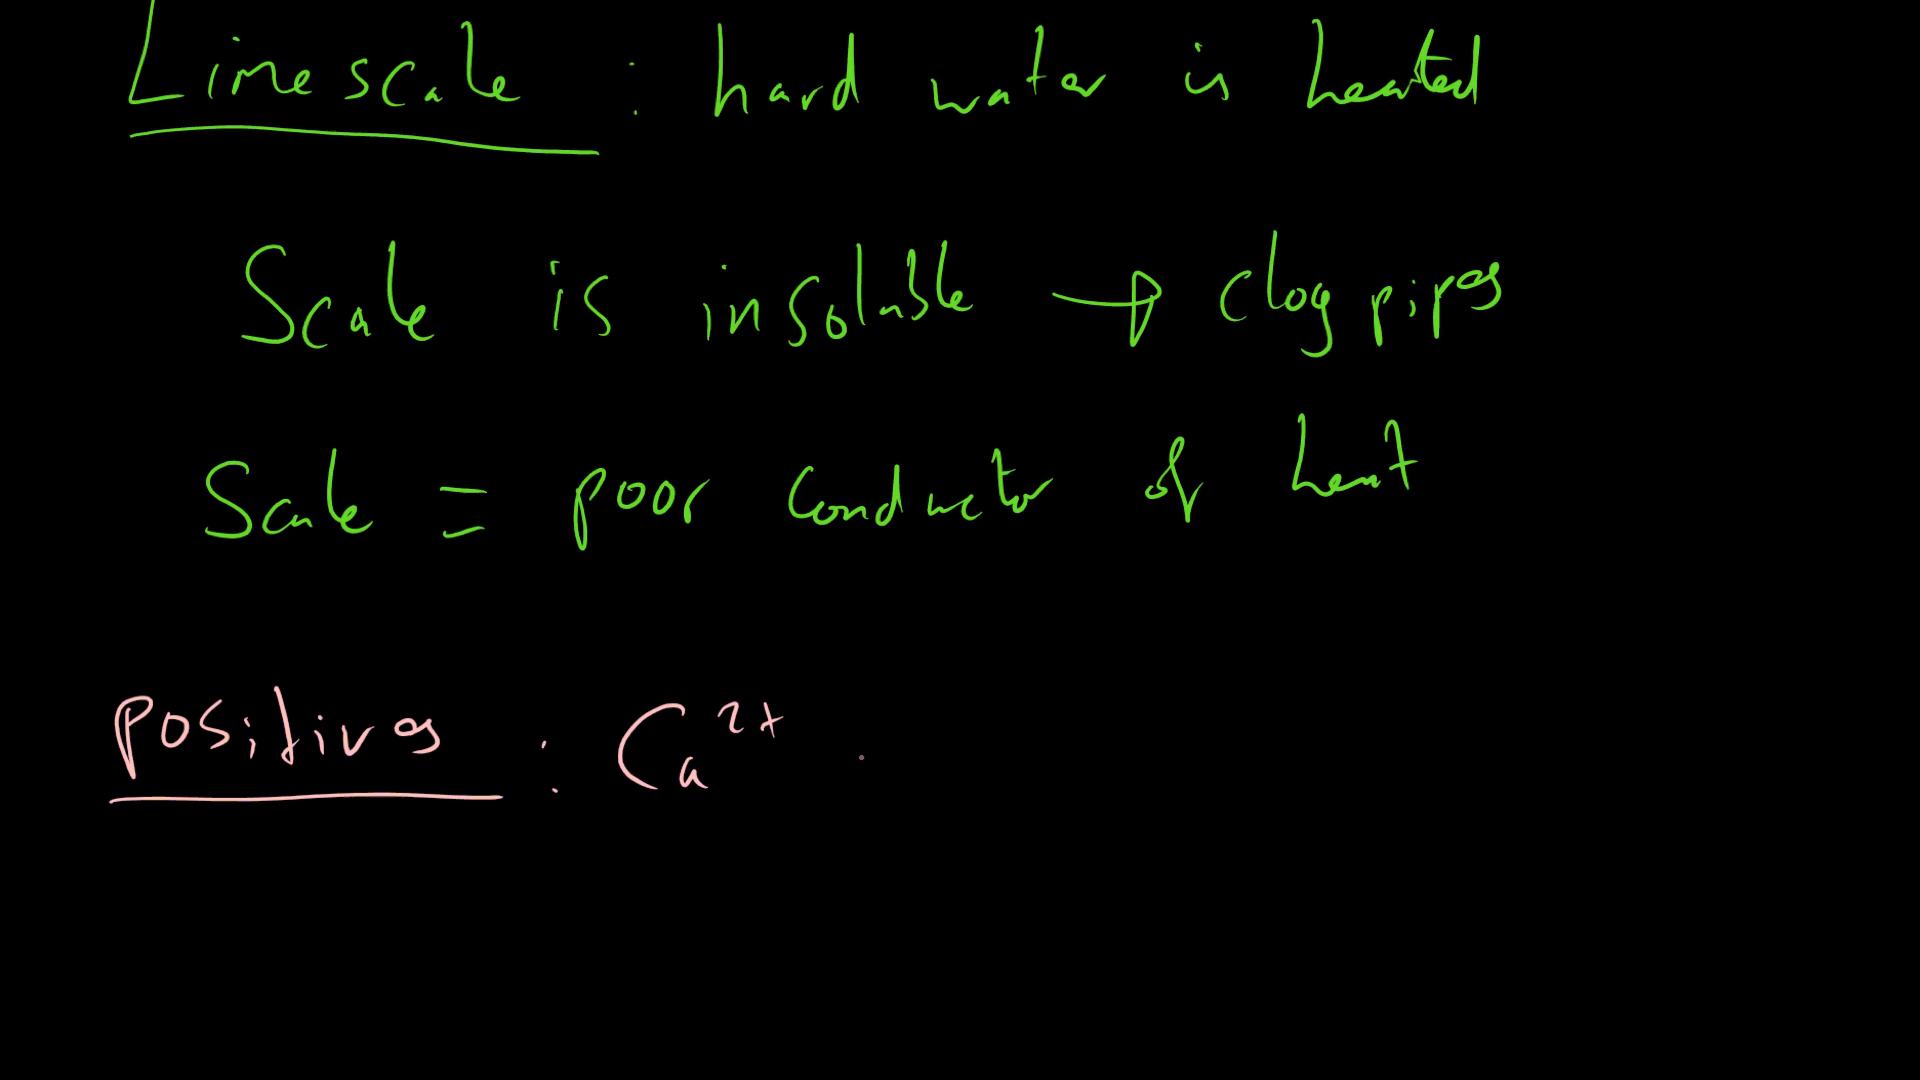 Limescale : hard water is heated
Scale is insoluble → clog pipes
Scale = poor conductor of heat
Positives : Ca²⁺